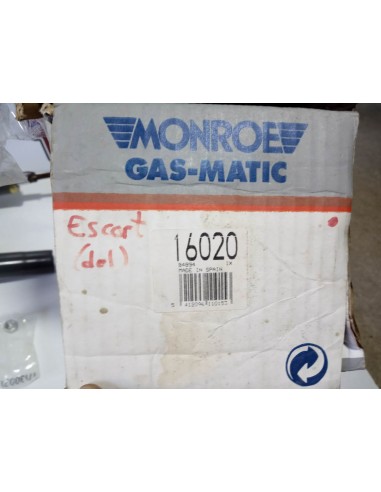 MONROE
GAS-MATIC
Escort
(del)
16020
MADE IN SPAIN